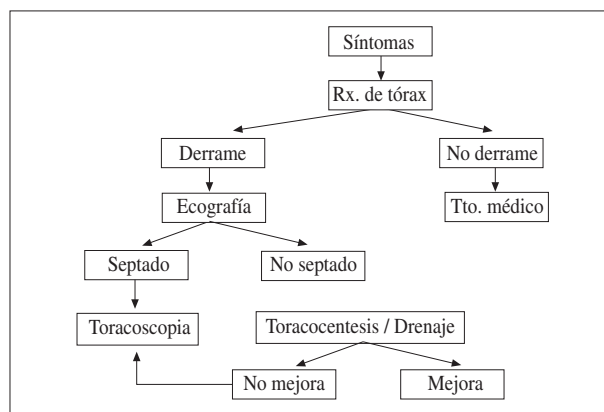 Síntomas
Rx. de tórax
Derrame
No derrame
Ecografía
Tto. médico
Septado
No septado
Toracoscopia
Toracocentesis / Drenaje
No mejora
Mejora